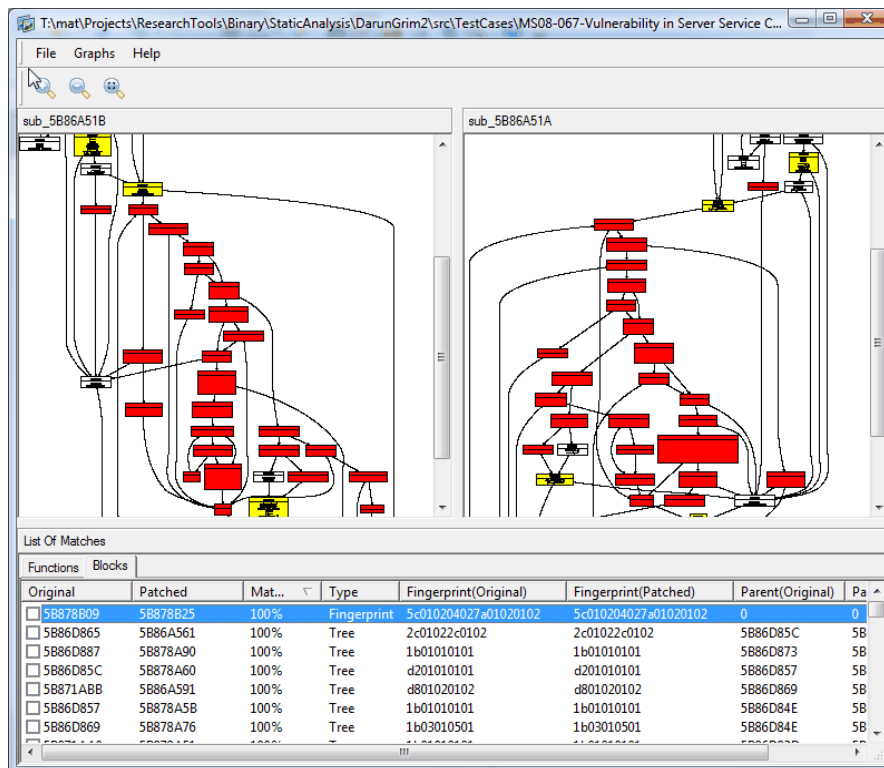 T:\mat\Projects\ResearchTools\Binary\StaticAnalysis\DarunGrim2\src\TestCases\MS08-067-Vulnerability in Server Service C...
File Graphs Help
sub_5B86A51B sub_5B86A51A
List Of Matches
Functions Blocks
Original Patched Mat... Type Fingerprint(Original) Fingerprint(Patched) Parent(Original) Pa
5B878B09 5B878B25 100% Fingerprint 5c010204027a01020102 5c010204027a01020102 0 0
5B86D865 5B86A561 100% Tree 2c01022c0102 2c01022c0102 5B86D85C 5B
5B86D887 5B878A90 100% Tree 1b01010101 1b01010101 5B86D873 5B
5B86D85C 5B878A60 100% Tree d201010101 d201010101 5B86D857 5B
5B871ABB 5B86A591 100% Tree d801020102 d801020102 5B86D869 5B
5B86D857 5B878A5B 100% Tree 1b01010101 1b01010101 5B86D84E 5B
5B86D869 5B878A76 100% Tree 1b03010501 1b03010501 5B86D84E 5B